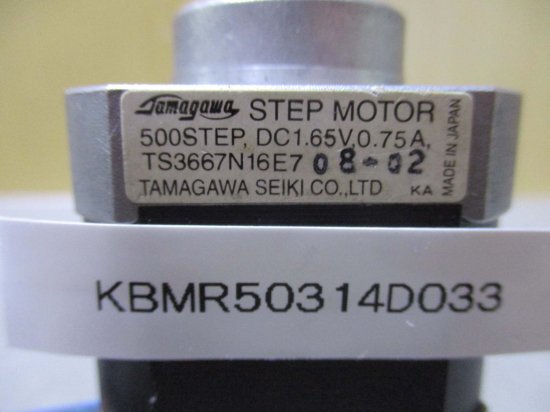 Tamagawa STEP MOTOR
500STEP, DC1.65V, 0.75A,
TS3667N16E7 08-02
TAMAGAWA SEIKI CO.,LTD KA
MADE IN JAPAN
KBMR50314D033